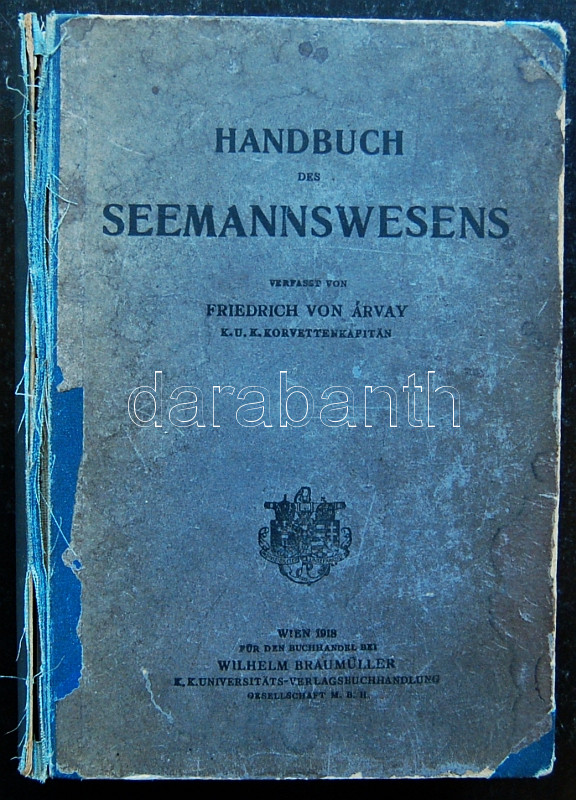 HANDBUCH
DES
SEEMANNSWESENS
VERFASST VON
FRIEDRICH VON ÁRVAY
K.U.K. KORVETTENKAPITÄN
darabanth
WIEN 1918
FÜR DEN BUCHHANDEL BEI
WILHELM BRAUMÜLLER
K.K. UNIVERSITÄTS-VERLAGSBUCHHANDLUNG
GESELLSCHAFT M. B. H.